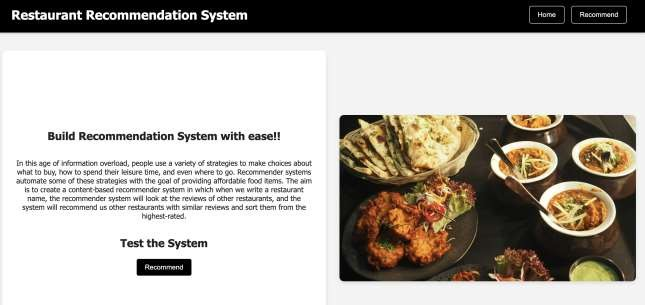 Restaurant Recommendation System
Home
Recommend
Build Recommendation System with ease!!
In this age of information overload, people use a variety of strategies to make choices about
what to buy, how to spend their leisure time, and even where to go. Recommender systems
automate some of these strategies with the goal of providing affordable food items. The aim
is to create a content-based recommender system in which when we write a restaurant
name, the recommender system will look at the reviews of other restaurants, and the
system will recommend us other restaurants with similar reviews and sort them from the
highest-rated.
Test the System
Recommend